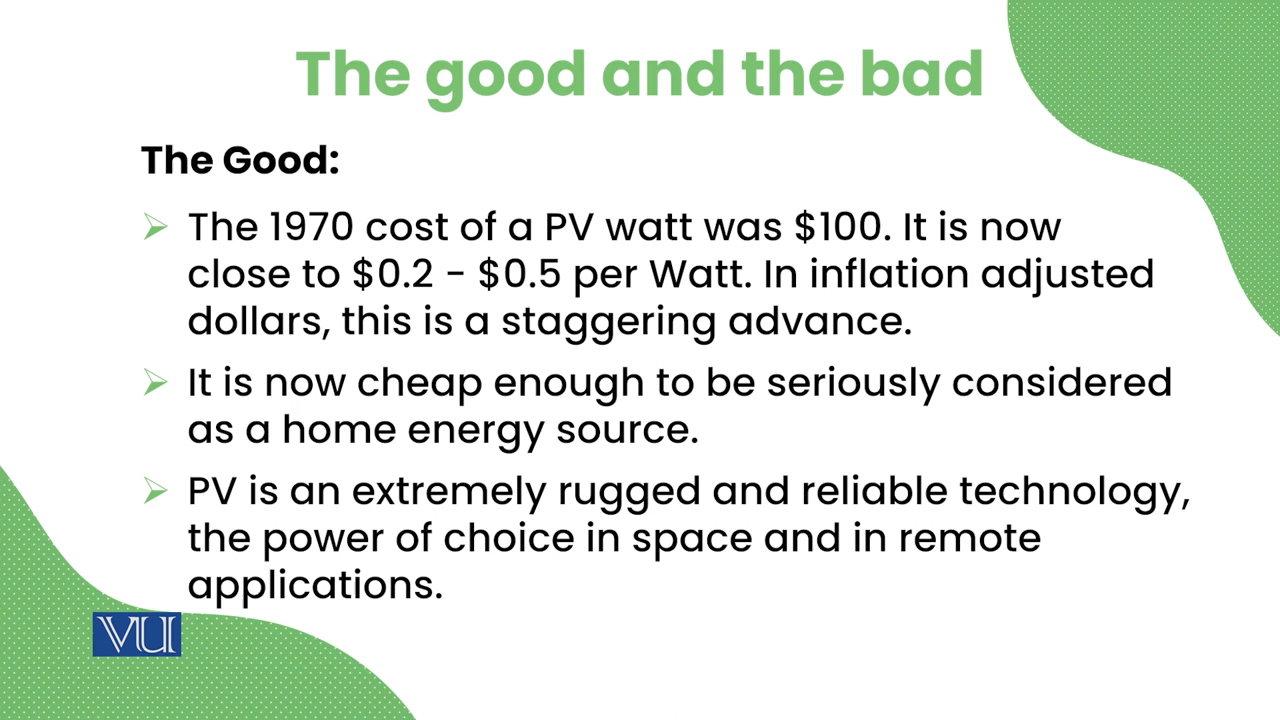 The good and the bad
The Good:
The 1970 cost of a PV watt was $100. It is now
close to $0.2 - $0.5 per Watt. In inflation adjusted
dollars, this is a staggering advance.
It is now cheap enough to be seriously considered
as a home energy source.
PV is an extremely rugged and reliable technology,
the power of choice in space and in remote
applications.
VU